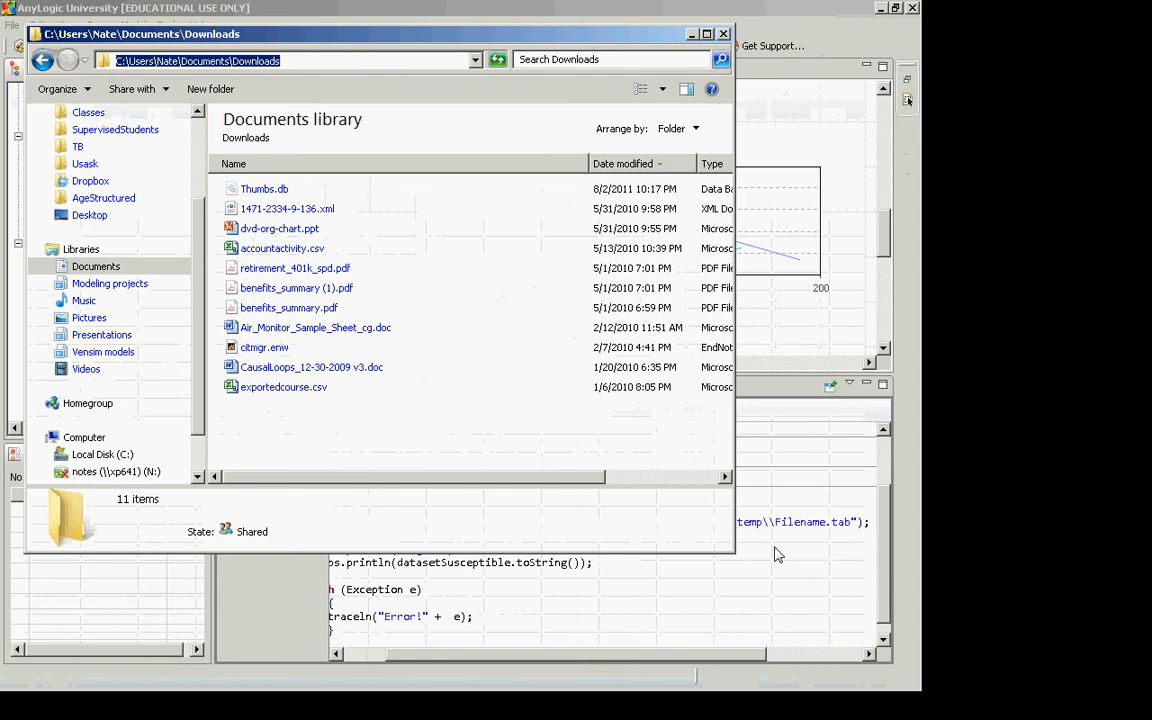 AnyLogic University [EDUCATIONAL USE ONLY]
File
C:\Users\Nate\Documents\Downloads
C:\Users\Nate\Documents\Downloads
Search Downloads
Get Support...
Organize
Share with
New folder
Classes
SupervisedStudents
TB
Usask
Dropbox
AgeStructured
Desktop
Libraries
Documents
Modeling projects
Music
Pictures
Presentations
Vensim models
Videos
Homegroup
Computer
Local Disk (C:)
notes (\\xp641) (N:)
Documents library
Downloads
Arrange by: Folder
Name Date modified Type
Thumbs.db 8/2/2011 10:17 PM Data Ba
1471-2334-9-136.xml 5/31/2010 9:58 PM XML Do
dvd-org-chart.ppt 5/31/2010 9:55 PM Microso
accountactivity.csv 5/13/2010 10:39 PM Microso
retirement_401k_spd.pdf 5/1/2010 7:01 PM PDF File
benefits_summary (1).pdf 5/1/2010 7:01 PM PDF File
benefits_summary.pdf 5/1/2010 6:59 PM PDF File
Air_Monitor_Sample_Sheet_cg.doc 2/12/2010 11:51 AM Microso
citmgr.enw 2/7/2010 4:41 PM EndNot
CausalLoops_12-30-2009 v3.doc 1/20/2010 6:35 PM Microso
exportedcourse.csv 1/6/2010 8:05 PM Microso
11 items
State: Shared
200
No
temp\\Filename.tab");
ps.println(datasetSusceptible.toString());
h (Exception e)
{
traceln("Error!" + e);
}